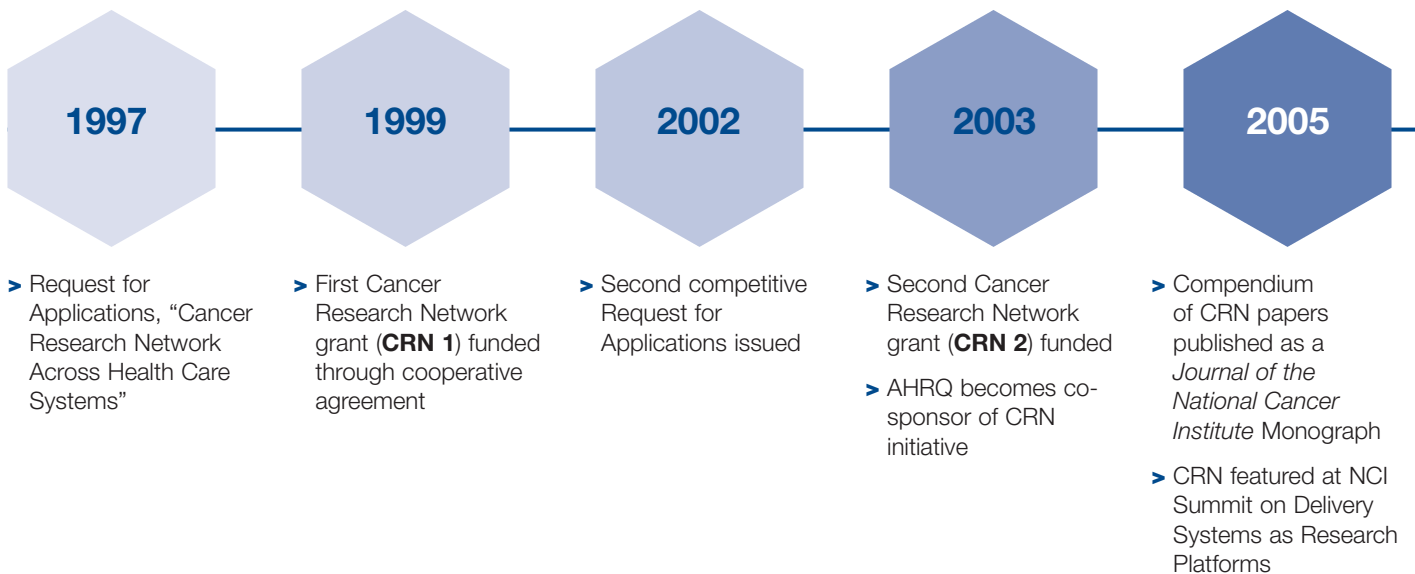 1997
1999
2002
2003
2005
> Request for
Applications, “Cancer
Research Network
Across Health Care
Systems”
> First Cancer
Research Network
grant (CRN 1) funded
through cooperative
agreement
> Second competitive
Request for
Applications issued
> Second Cancer
Research Network
grant (CRN 2) funded
> AHRQ becomes co-
sponsor of CRN
initiative
> Compendium
of CRN papers
published as a
Journal of the
National Cancer
Institute Monograph
> CRN featured at NCI
Summit on Delivery
Systems as Research
Platforms